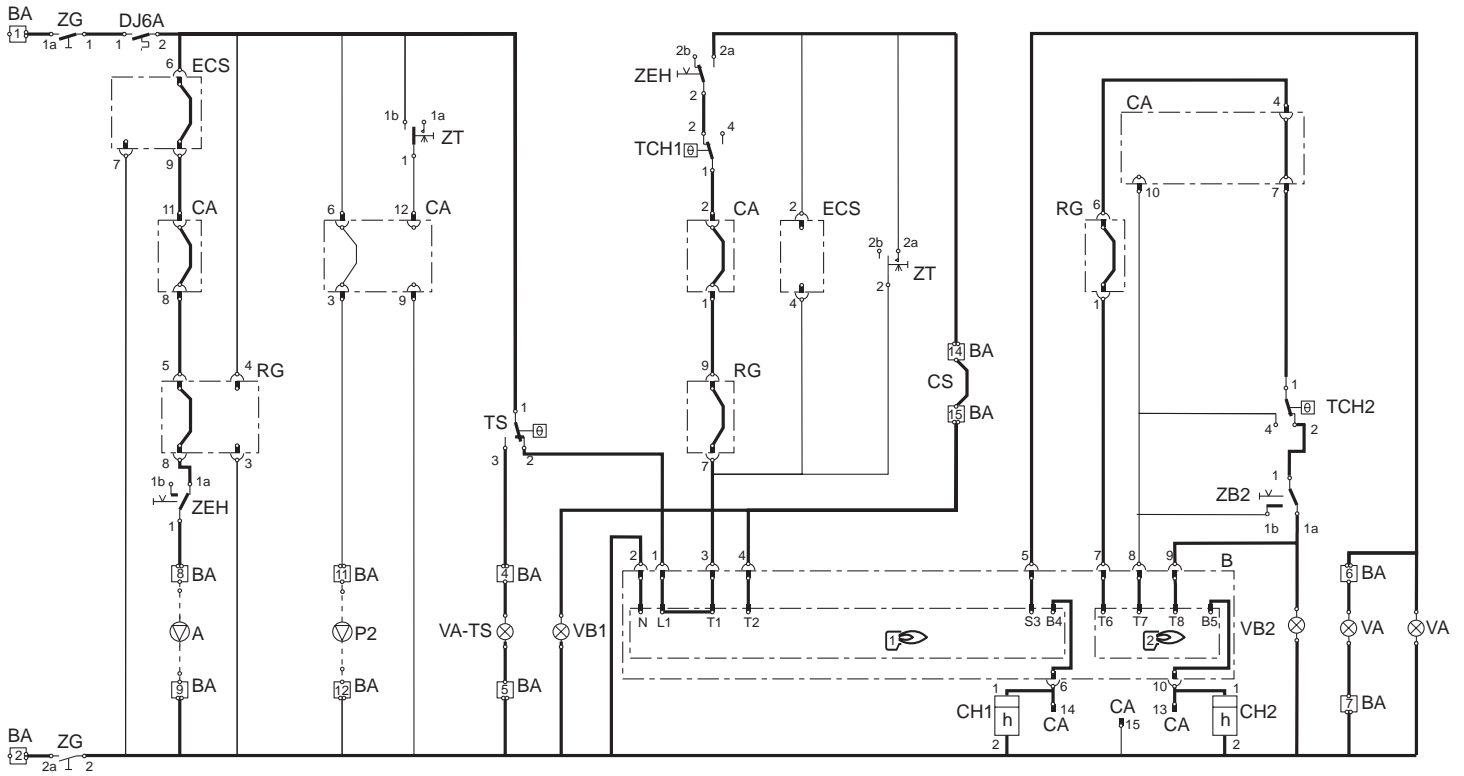 BA ZG DJ6A
1 1a 1 1 2
6 ECS
7 9
11 CA
8
5 4 RG
8 3
1b 1a
ZEH
1
8 BA
A
9 BA
1b 1a
ZT
1
6 12 CA
3 9
11 BA
P2
12 BA
1
TS θ
3 2
4 BA
VA-TS
5 BA
VB1
2b 2a
ZEH
2
2 4
TCH1 θ
1
2 CA
1
9 RG
7
2 ECS
4
2b 2a
ZT
2
14 BA
CS
15 BA
CA 4
10 7
6
RG
1
1
θ TCH2
4 2
1
ZB2
1b 1a
2 1 3 4 5 7 8 9 B
N L1 T1 T2 S3 B4 T6 T7 T8 B5
1 2
6 10
VB2
6 BA
VA VA
7 BA
1 14 CA 13 1
CH1 h CA 15 CA h CH2
2 2
BA ZG
2 2a 2